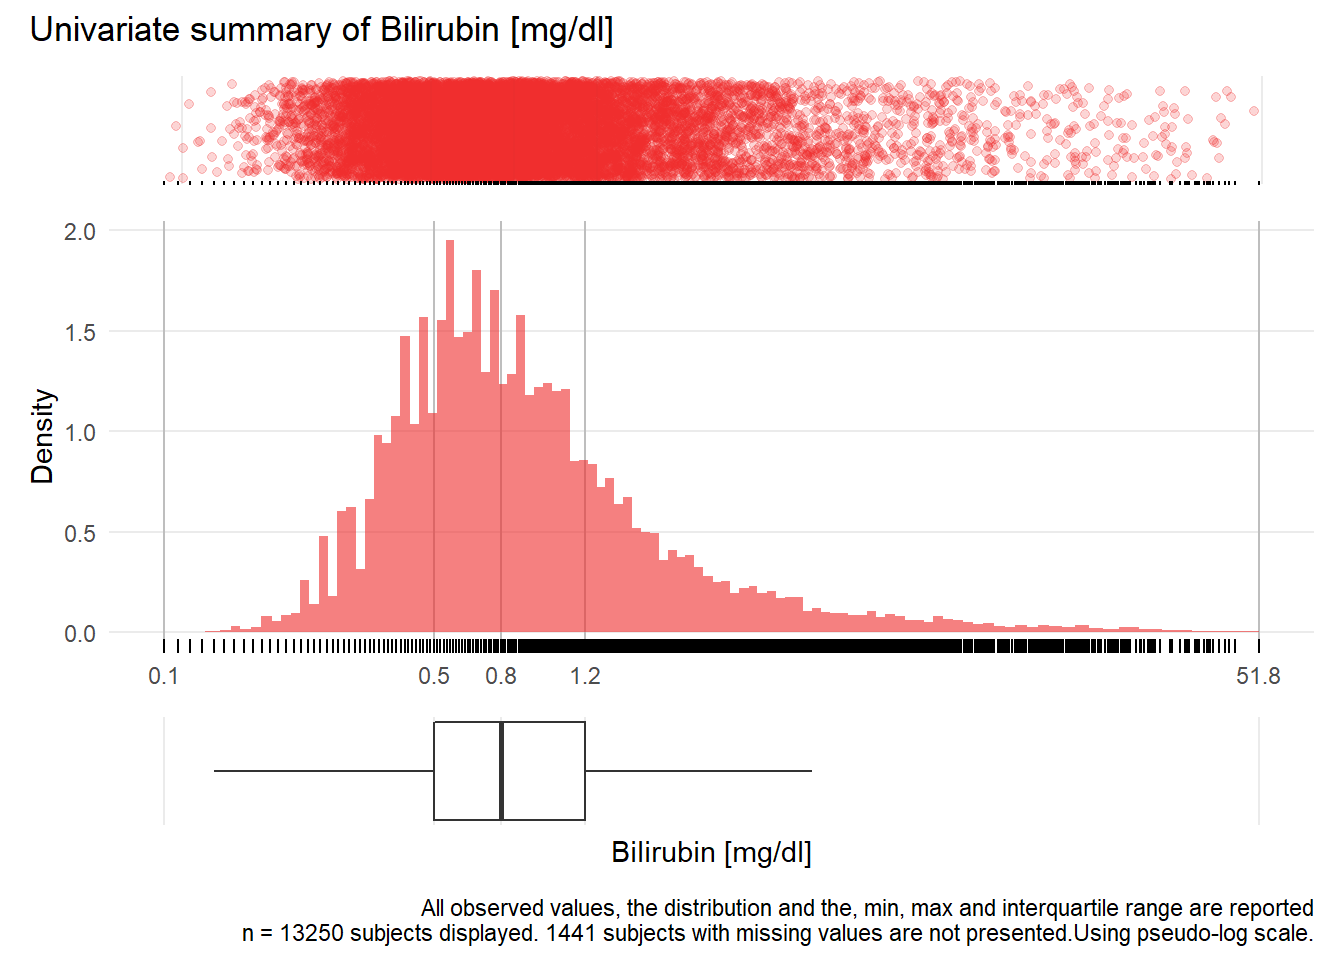 Univariate summary of Bilirubin [mg/dl]
2.0
1.5
1.0
0.5
0.0
Density
0.1 0.5 0.8 1.2 51.8
Bilirubin [mg/dl]
All observed values, the distribution and the, min, max and interquartile range are reported
n = 13250 subjects displayed. 1441 subjects with missing values are not presented.Using pseudo-log scale.